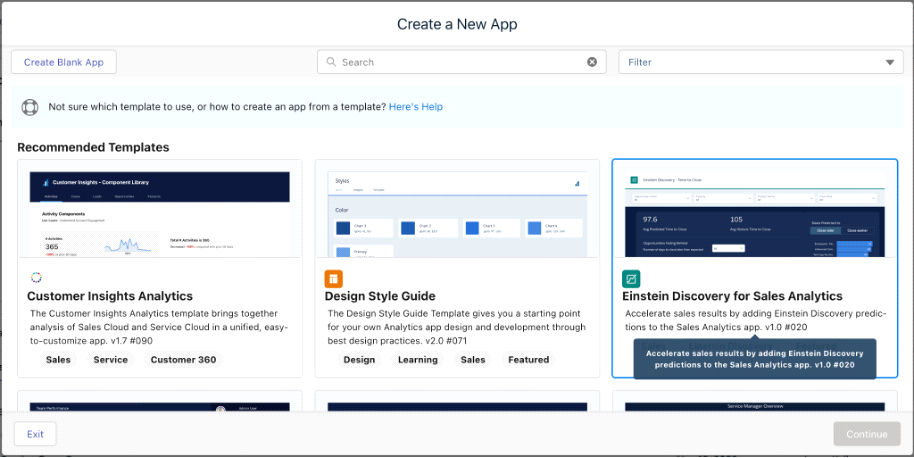 Create a New App
Create Blank App
Search
Filter
Not sure which template to use, or how to create an app from a template? Here's Help
Recommended Templates
Customer Insights - Component Library
Activity Components
365
Customer Insights Analytics
The Customer Insights Analytics template brings together
analysis of Sales Cloud and Service Cloud in a unified, easy-
to-customize app. v1.7 #090
Sales Service Customer 360
Styles
Color
Design Style Guide
The Design Style Guide Template gives you a starting point
for your own Analytics app design and development through
best design practices. v2.0 #071
Design Learning Sales Featured
Einstein Discovery Time to Close
97.6 105
Einstein Discovery for Sales Analytics
Accelerate sales results by adding Einstein Discovery predic-
tions to the Sales Analytics app. v1.0 #020
Accelerate sales results by adding Einstein Discovery
predictions to the Sales Analytics app. v1.0 #020
Team Performance
Service Manager Overview
Exit
Continue